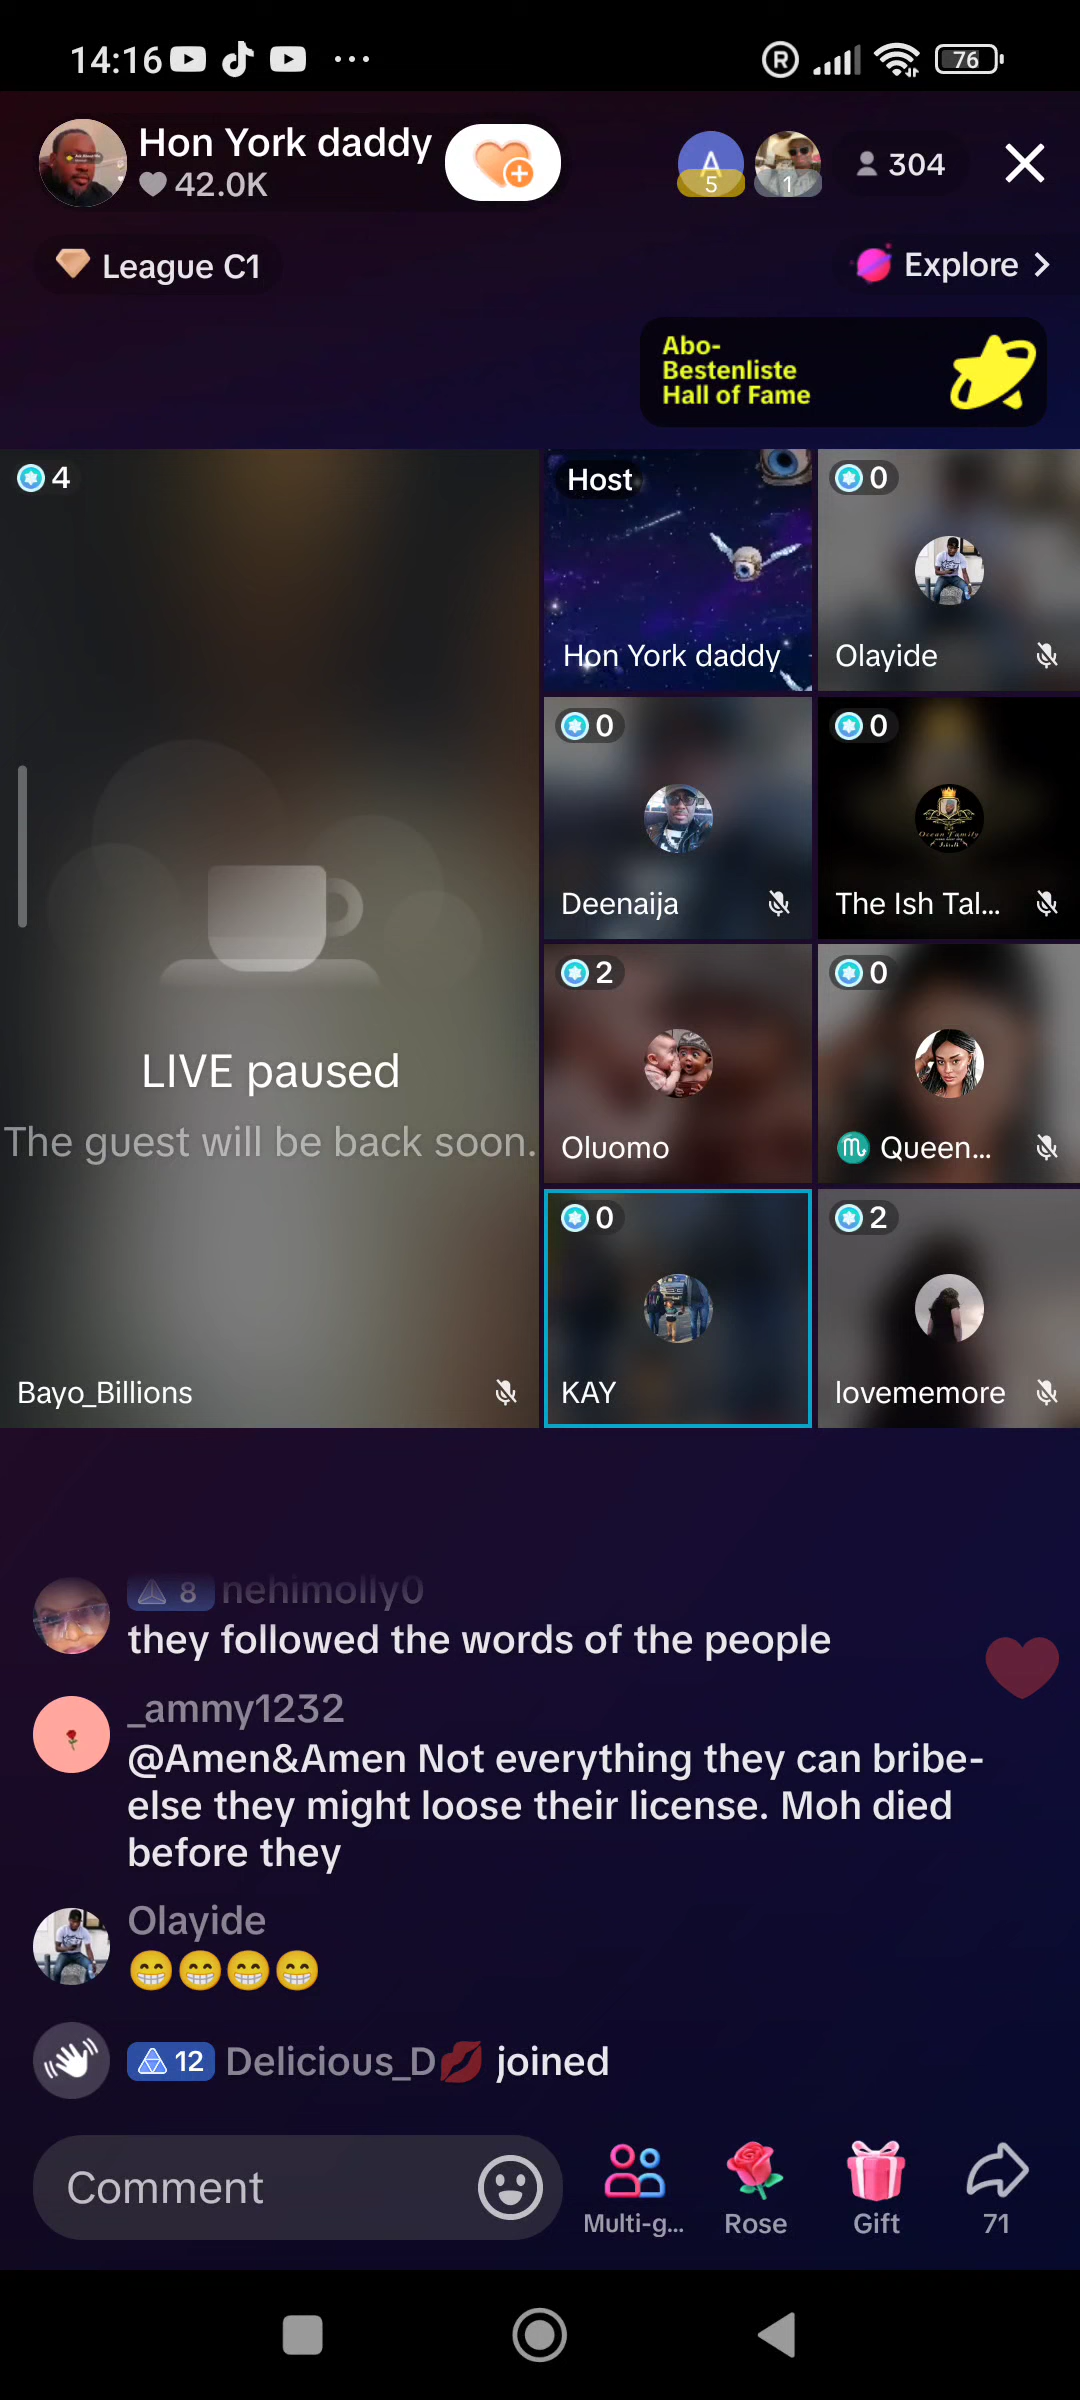 14:16
R
76
Hon York daddy
42.0K
A
5
1
304
League C1
Explore
Abo-
Bestenliste
Hall of Fame
4
LIVE paused
The guest will be back soon.
Bayo_Billions
Host
Hon York daddy
0
Olayide
0
Deenaija
0
The Ish Tal...
2
Oluomo
0
♏ Queen...
0
KAY
2
lovememore
8 nehimolly0
they followed the words of the people
_ammy1232
@Amen&Amen Not everything they can bribe-
else they might loose their license. Moh died
before they
Olayide
😁😁😁😁
12 Delicious_D💋 joined
Comment
Multi-g...
Rose
Gift
71